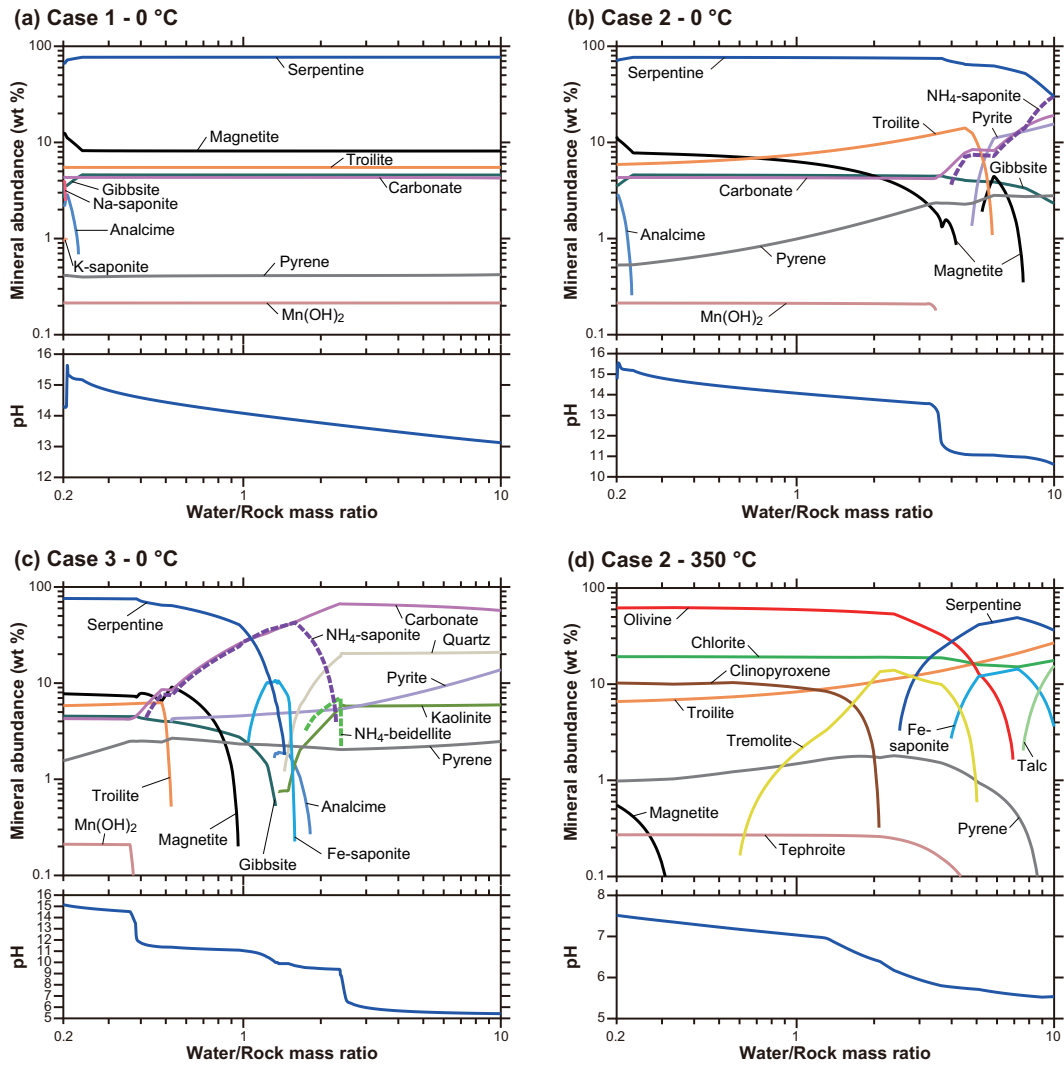 (a) Case 1 - 0 °C
Mineral abundance (wt %)
100
10
1
0.1
Serpentine
Magnetite
Troilite
Gibbsite
Carbonate
Na-saponite
Analcime
K-saponite
Pyrene
Mn(OH)2
pH
16
15
14
13
12
0.2
1
10
Water/Rock mass ratio
(b) Case 2 - 0 °C
Mineral abundance (wt %)
100
10
1
0.1
Serpentine
NH4-saponite
Troilite
Pyrite
Gibbsite
Carbonate
Analcime
Pyrene
Magnetite
Mn(OH)2
pH
16
15
14
13
12
11
10
0.2
1
10
Water/Rock mass ratio
(c) Case 3 - 0 °C
Mineral abundance (wt %)
100
10
1
0.1
Serpentine
Carbonate
NH4-saponite
Quartz
Pyrite
Kaolinite
NH4-beidellite
Pyrene
Troilite
Analcime
Mn(OH)2
Magnetite
Fe-saponite
Gibbsite
pH
16
15
14
13
12
11
10
9
8
7
6
5
0.2
1
10
Water/Rock mass ratio
(d) Case 2 - 350 °C
Mineral abundance (wt %)
100
10
1
0.1
Olivine
Serpentine
Chlorite
Clinopyroxene
Troilite
Tremolite
Fe-
saponite
Talc
Magnetite
Pyrene
Tephroite
pH
8
7
6
5
0.2
1
10
Water/Rock mass ratio